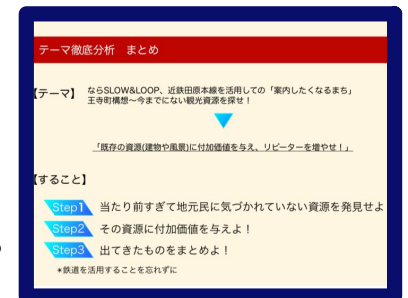 テーマ徹底分析　まとめ
【テーマ】 ならSLOW&LOOP、近鉄田原本線を活用しての「案内したくなるまち」
王寺町構想～今までにない観光資源を探せ！
「既存の資源(建物や風景)に付加価値を与え、リピーターを増やせ！」
【すること】
Step1 当たり前すぎて地元民に気づかれていない資源を発見せよ
Step2 その資源に付加価値を与えよ！
Step3 出てきたものをまとめよ！
*鉄道を活用することを忘れずに